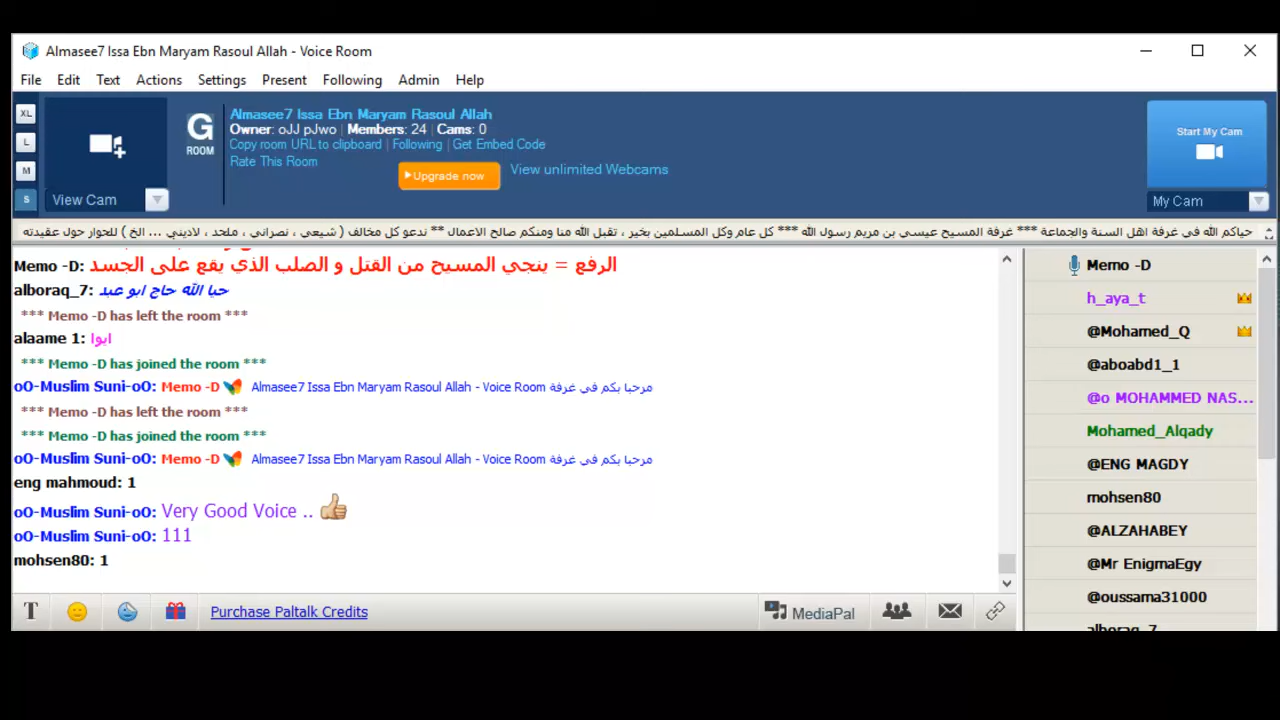 Almasee7 Issa Ebn Maryam Rasoul Allah - Voice Room
File Edit Text Actions Settings Present Following Admin Help
XL
L
M
S
View Cam
G
ROOM
Almasee7 Issa Ebn Maryam Rasoul Allah
Owner: oJJ pJwo | Members: 24 | Cams: 0
Copy room URL to clipboard | Following | Get Embed Code
Rate This Room
Upgrade now
View unlimited Webcams
Start My Cam
My Cam
حياكم الله في غرفة اهل السنة والجماعة *** غرفة المسيح عيسى بن مريم رسول الله *** كل عام وكل المسلمين بخير ، تقبل الله منا ومنكم صالح الاعمال ** ندعو كل مخالف ( شيعي ، نصراني ، ملحد ، لاديني ... الخ ) للحوار حول عقيدته
Memo -D: الرفع = ينجي المسيح من القتل و الصلب الذي يقع على الجسد
alboraq_7: حيا الله حاج ابو عبد
*** Memo -D has left the room ***
alaame 1: ابوا
*** Memo -D has joined the room ***
oO-Muslim Suni-oO: Memo -D Almasee7 Issa Ebn Maryam Rasoul Allah - Voice Room مرحبا بكم في غرفة
*** Memo -D has left the room ***
*** Memo -D has joined the room ***
oO-Muslim Suni-oO: Memo -D Almasee7 Issa Ebn Maryam Rasoul Allah - Voice Room مرحبا بكم في غرفة
eng mahmoud: 1
oO-Muslim Suni-oO: Very Good Voice ..
oO-Muslim Suni-oO: 111
mohsen80: 1
Memo -D
h_aya_t
@Mohamed_Q
@aboabd1_1
@o MOHAMMED NAS...
Mohamed_Alqady
@ENG MAGDY
mohsen80
@ALZAHABEY
@Mr EnigmaEgy
@oussama31000
alboraq_7
T
Purchase Paltalk Credits
MediaPal